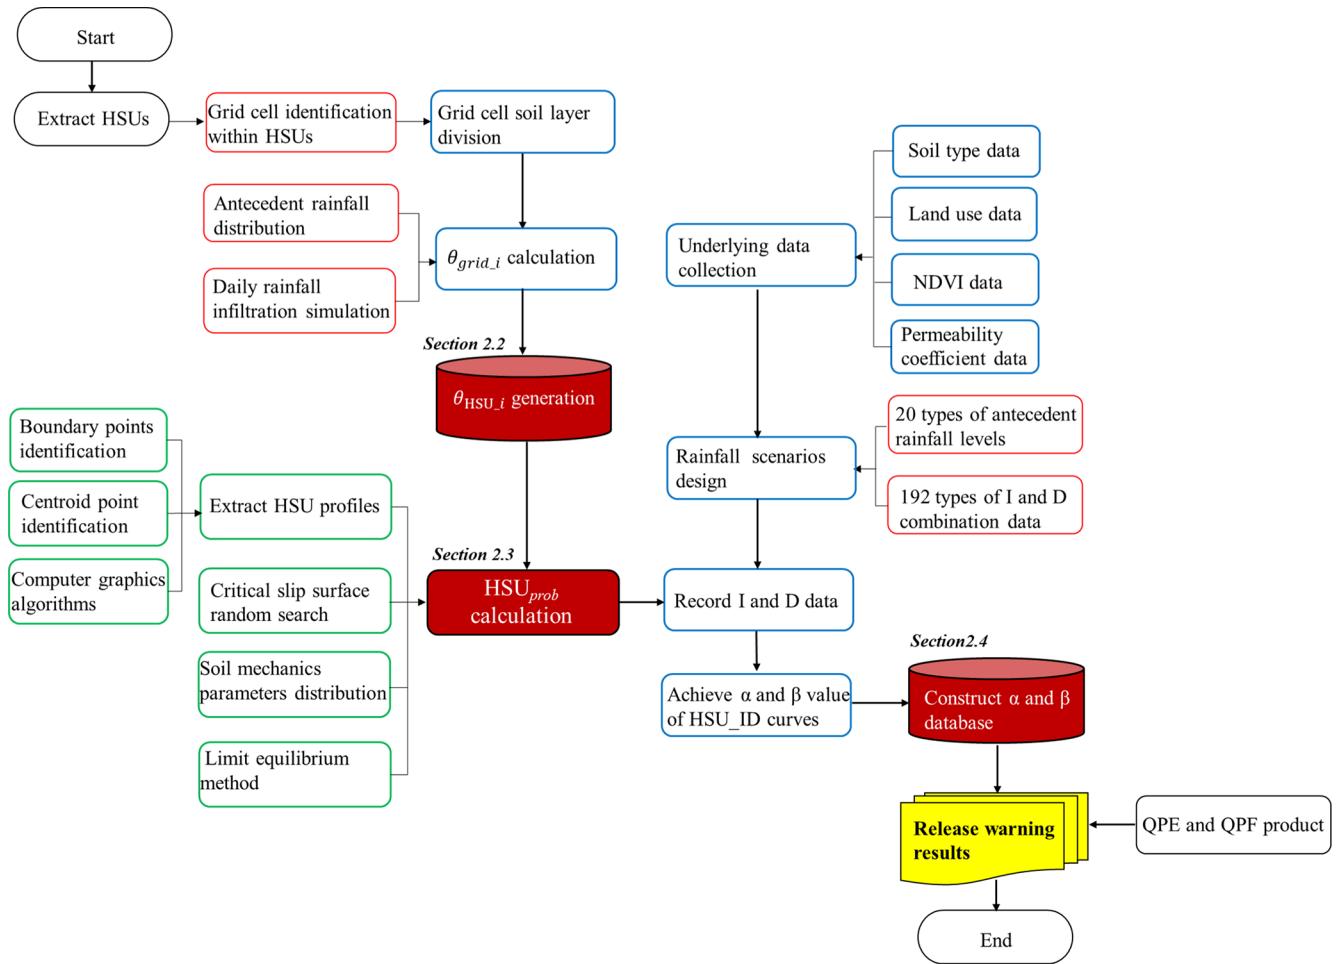 Start
Extract HSUs
Grid cell identification
within HSUs
Grid cell soil layer
division
Antecedent rainfall
distribution
Daily rainfall
infiltration simulation
θgrid_i calculation
Section 2.2
θHSU_i generation
Boundary points
identification
Centroid point
identification
Computer graphics
algorithms
Extract HSU profiles
Critical slip surface
random search
Soil mechanics
parameters distribution
Limit equilibrium
method
Section 2.3
HSUprob
calculation
Underlying data
collection
Soil type data
Land use data
NDVI data
Permeability
coefficient data
Rainfall scenarios
design
20 types of antecedent
rainfall levels
192 types of I and D
combination data
Record I and D data
Achieve α and β value
of HSU_ID curves
Section2.4
Construct α and β
database
Release warning
results
QPE and QPF product
End